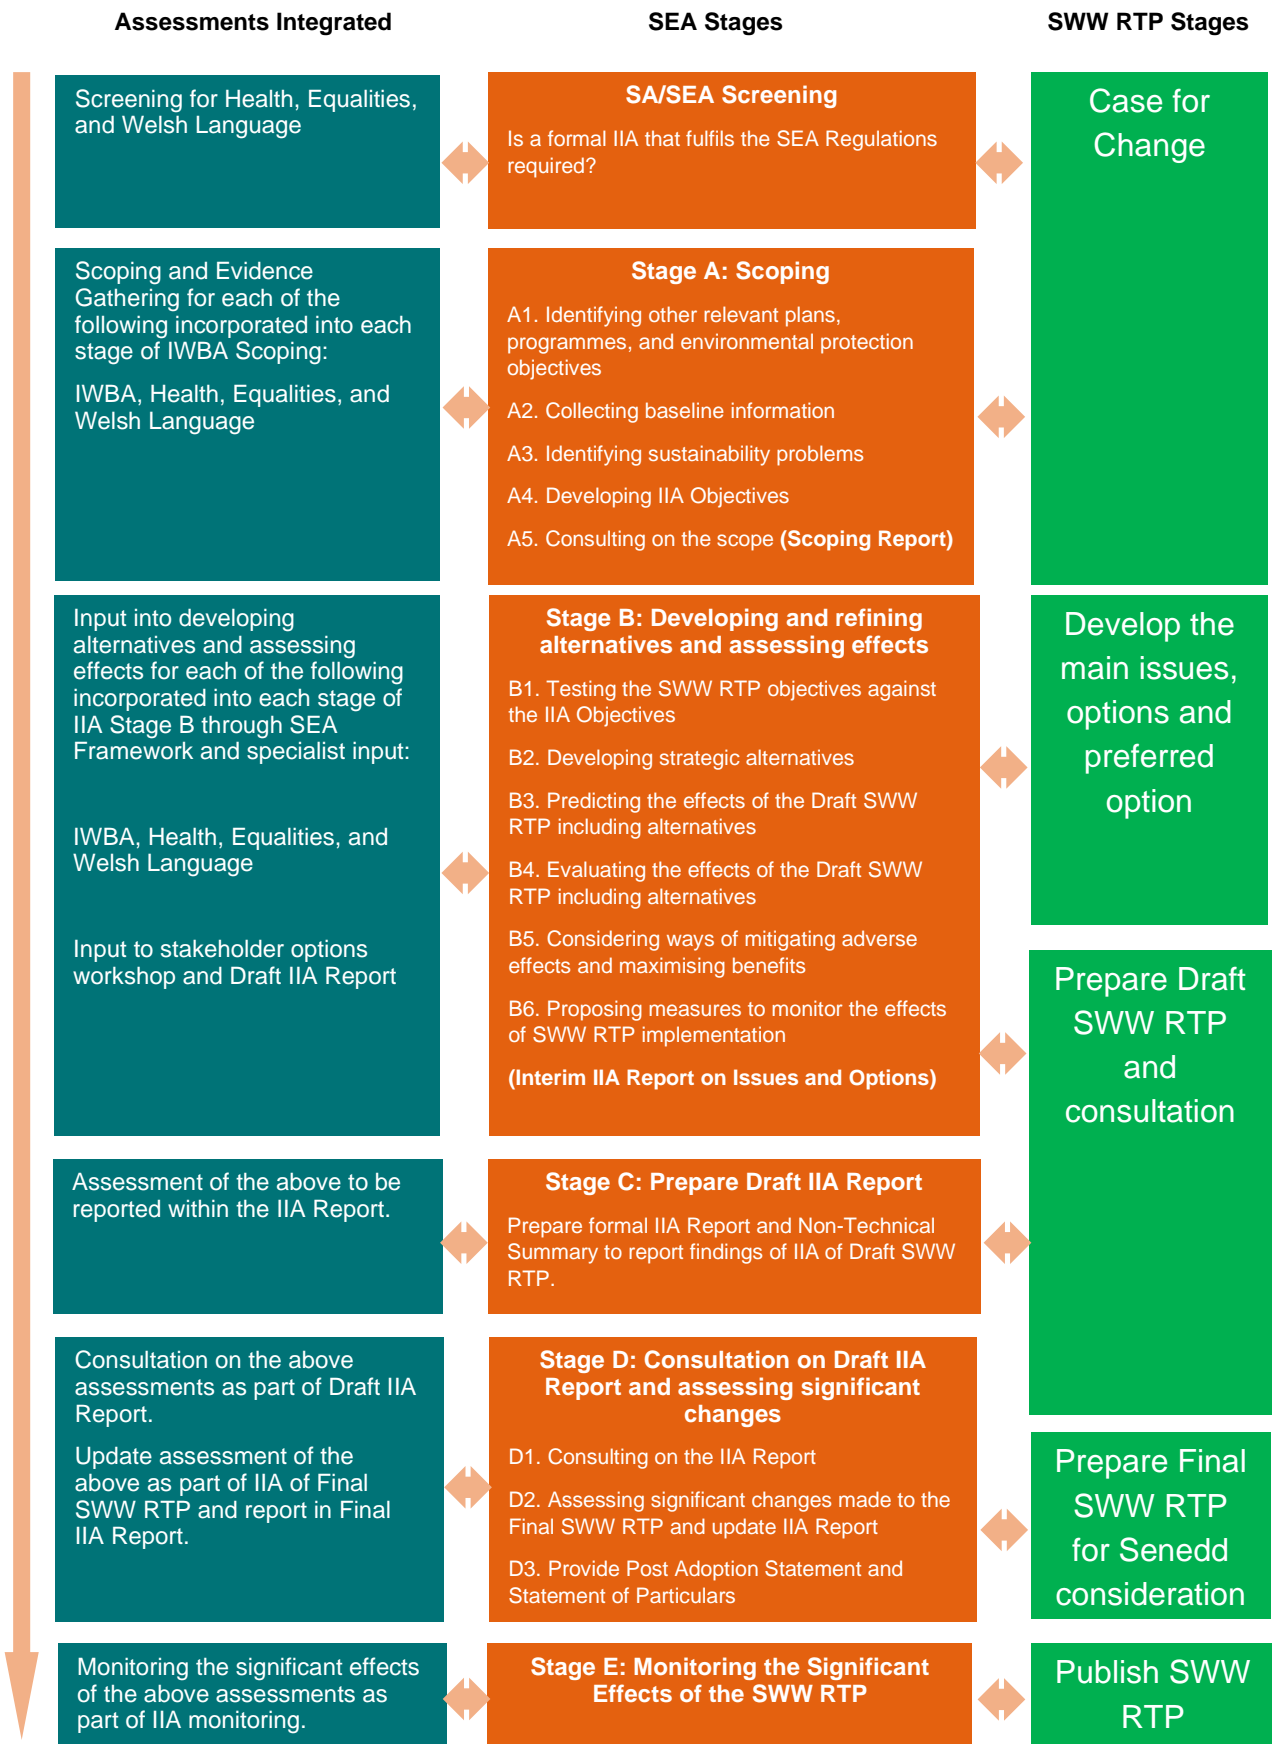 Assessments Integrated
SEA Stages
SWW RTP Stages
Screening for Health, Equalities,
and Welsh Language
SA/SEA Screening
Is a formal IIA that fulfils the SEA Regulations
required?
Case for
Change
Scoping and Evidence
Gathering for each of the
following incorporated into each
stage of IWBA Scoping:
IWBA, Health, Equalities, and
Welsh Language
Stage A: Scoping
A1. Identifying other relevant plans,
programmes, and environmental protection
objectives
A2. Collecting baseline information
A3. Identifying sustainability problems
A4. Developing IIA Objectives
A5. Consulting on the scope (Scoping Report)
Input into developing
alternatives and assessing
effects for each of the following
incorporated into each stage of
IIA Stage B through SEA
Framework and specialist input:
IWBA, Health, Equalities, and
Welsh Language
Input to stakeholder options
workshop and Draft IIA Report
Stage B: Developing and refining
alternatives and assessing effects
B1. Testing the SWW RTP objectives against
the IIA Objectives
B2. Developing strategic alternatives
B3. Predicting the effects of the Draft SWW
RTP including alternatives
B4. Evaluating the effects of the Draft SWW
RTP including alternatives
B5. Considering ways of mitigating adverse
effects and maximising benefits
B6. Proposing measures to monitor the effects
of SWW RTP implementation
(Interim IIA Report on Issues and Options)
Develop the
main issues,
options and
preferred
option
Prepare Draft
SWW RTP
and
consultation
Assessment of the above to be
reported within the IIA Report.
Stage C: Prepare Draft IIA Report
Prepare formal IIA Report and Non-Technical
Summary to report findings of IIA of Draft SWW
RTP.
Consultation on the above
assessments as part of Draft IIA
Report.
Update assessment of the
above as part of IIA of Final
SWW RTP and report in Final
IIA Report.
Stage D: Consultation on Draft IIA
Report and assessing significant
changes
D1. Consulting on the IIA Report
D2. Assessing significant changes made to the
Final SWW RTP and update IIA Report
D3. Provide Post Adoption Statement and
Statement of Particulars
Prepare Final
SWW RTP
for Senedd
consideration
Monitoring the significant effects
of the above assessments as
part of IIA monitoring.
Stage E: Monitoring the Significant
Effects of the SWW RTP
Publish SWW
RTP